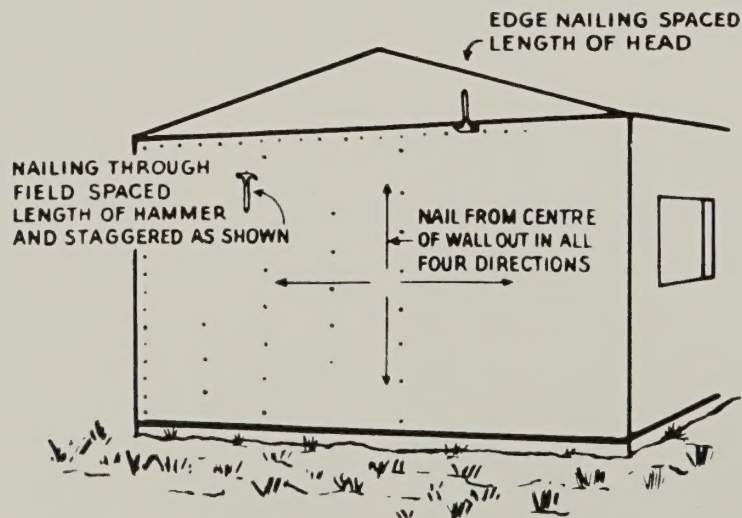 EDGE NAILING SPACED
LENGTH OF HEAD
NAILING THROUGH
FIELD SPACED
LENGTH OF HAMMER
AND STAGGERED AS SHOWN
NAIL FROM CENTRE
OF WALL OUT IN ALL
FOUR DIRECTIONS